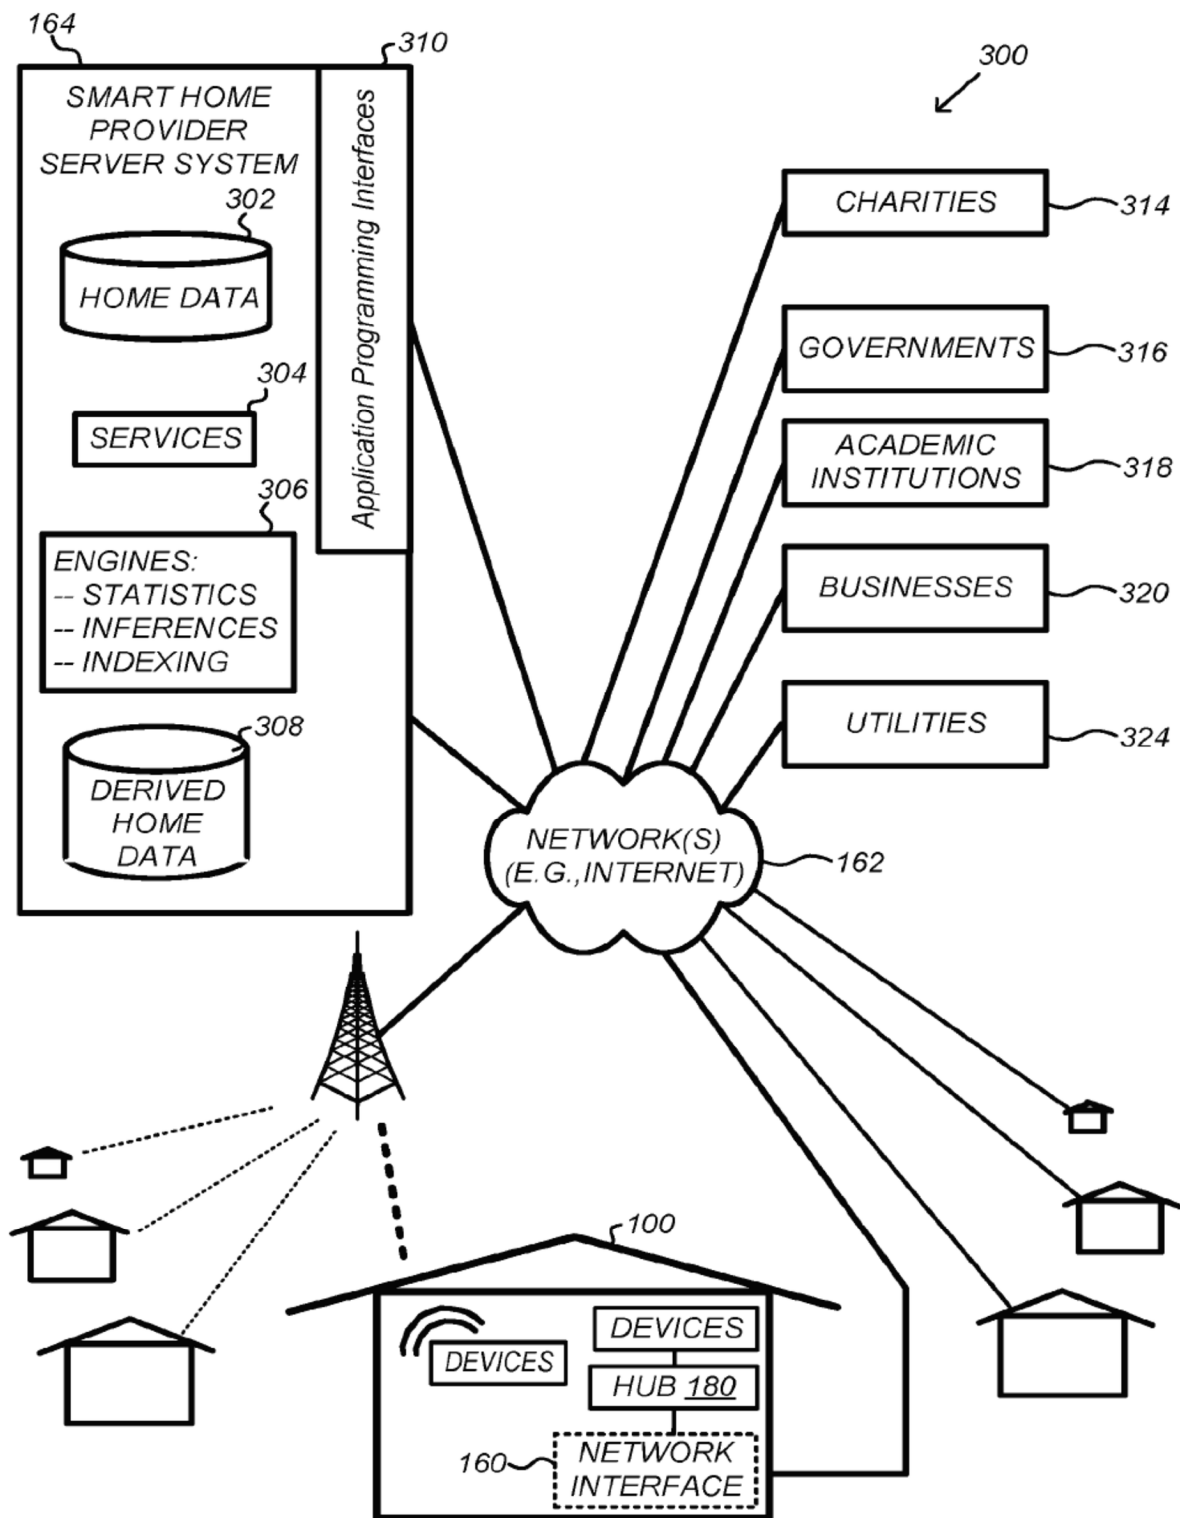 164
310
300
SMART HOME
PROVIDER
SERVER SYSTEM
Application Programming Interfaces
302
HOME DATA
304
SERVICES
306
ENGINES:
-- STATISTICS
-- INFERENCES
-- INDEXING
308
DERIVED
HOME
DATA
CHARITIES
314
GOVERNMENTS
316
ACADEMIC
INSTITUTIONS
318
BUSINESSES
320
UTILITIES
324
NETWORK(S)
(E.G.,INTERNET)
162
100
DEVICES
DEVICES
HUB 180
160
NETWORK
INTERFACE